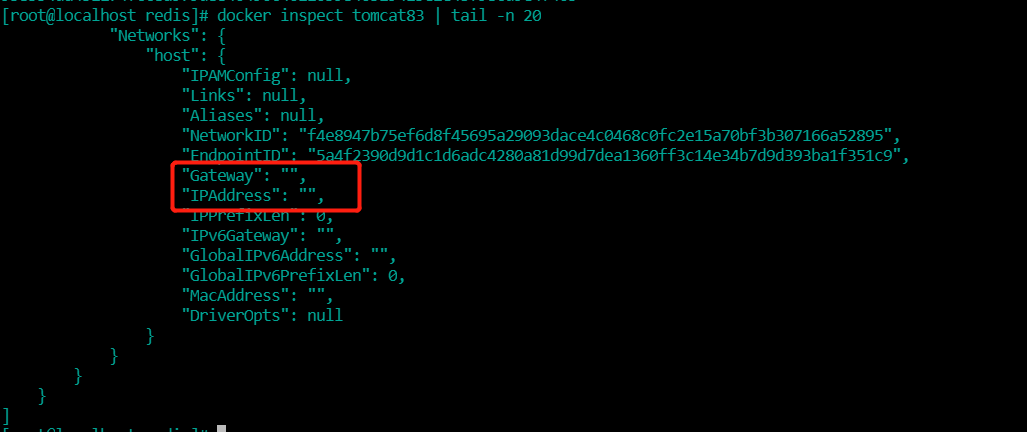 [root@localhost redis]# docker inspect tomcat83 | tail -n 20
"Networks": {
"host": {
"IPAMConfig": null,
"Links": null,
"Aliases": null,
"NetworkID": "f4e8947b75ef6d8f45695a29093dace4c0468c0fc2e15a70bf3b307166a52895",
"EndpointID": "5a4f2390d9d1c1d6adc4280a81d99d7dea1360ff3c14e34b7d9d393ba1f351c9",
"Gateway": "",
"IPAddress": "",
"IPPrefixLen": 0,
"IPv6Gateway": "",
"GlobalIPv6Address": "",
"GlobalIPv6PrefixLen": 0,
"MacAddress": "",
"DriverOpts": null
}
}
}
}
]